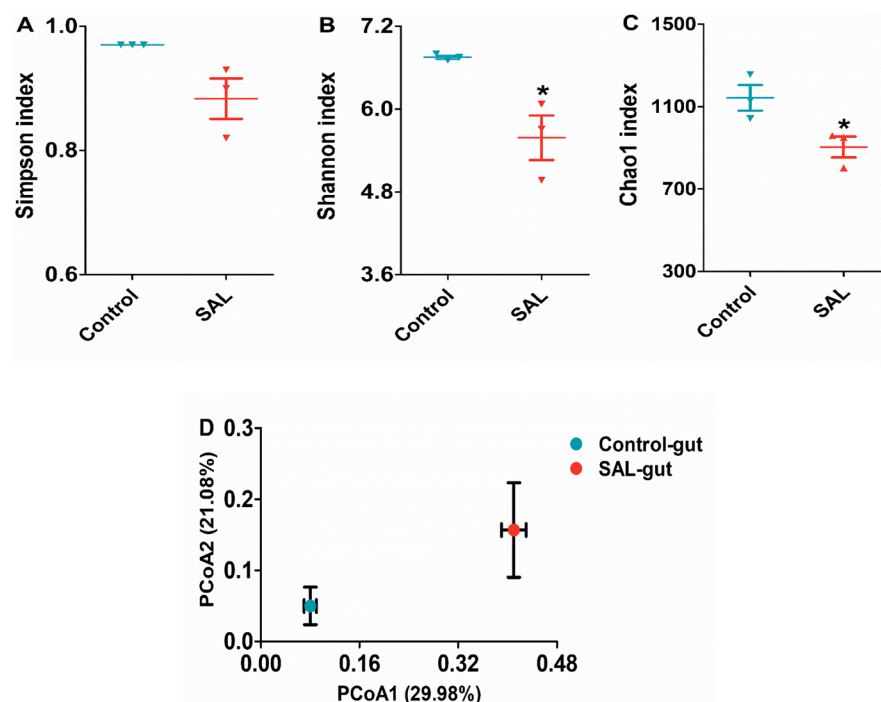 A
Simpson index
1.0
0.8
0.6
Control
SAL
B
Shannon index
7.2
6.0
4.8
3.6
*
Control
SAL
C
Chao1 index
1500
1100
700
300
*
Control
SAL
D
PCoA2 (21.08%)
0.3
0.2
0.1
0.0
0.00 0.16 0.32 0.48
PCoA1 (29.98%)
Control-gut
SAL-gut